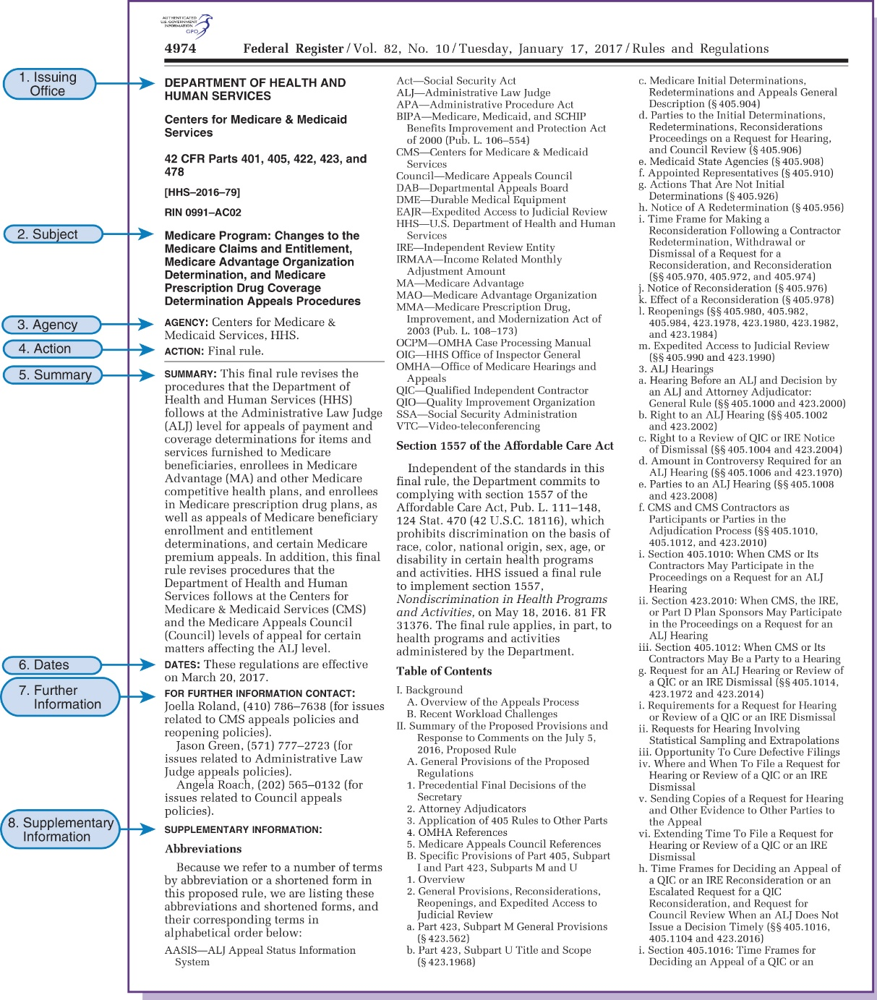 AUTHENTICATED
U.S. GOVERNMENT
INFORMATION
GPO
4974 Federal Register / Vol. 82, No. 10 / Tuesday, January 17, 2017 / Rules and Regulations
1. Issuing
Office
DEPARTMENT OF HEALTH AND
HUMAN SERVICES
Centers for Medicare & Medicaid
Services
42 CFR Parts 401, 405, 422, 423, and
478
[HHS–2016–79]
RIN 0991–AC02
2. Subject
Medicare Program: Changes to the
Medicare Claims and Entitlement,
Medicare Advantage Organization
Determination, and Medicare
Prescription Drug Coverage
Determination Appeals Procedures
3. Agency
AGENCY: Centers for Medicare &
Medicaid Services, HHS.
4. Action
ACTION: Final rule.
5. Summary
SUMMARY: This final rule revises the
procedures that the Department of
Health and Human Services (HHS)
follows at the Administrative Law Judge
(ALJ) level for appeals of payment and
coverage determinations for items and
services furnished to Medicare
beneficiaries, enrollees in Medicare
Advantage (MA) and other Medicare
competitive health plans, and enrollees
in Medicare prescription drug plans, as
well as appeals of Medicare beneficiary
enrollment and entitlement
determinations, and certain Medicare
premium appeals. In addition, this final
rule revises procedures that the
Department of Health and Human
Services follows at the Centers for
Medicare & Medicaid Services (CMS)
and the Medicare Appeals Council
(Council) levels of appeal for certain
matters affecting the ALJ level.
6. Dates
DATES: These regulations are effective
on March 20, 2017.
7. Further
Information
FOR FURTHER INFORMATION CONTACT:
Joella Roland, (410) 786–7638 (for issues
related to CMS appeals policies and
reopening policies).
Jason Green, (571) 777–2723 (for
issues related to Administrative Law
Judge appeals policies).
Angela Roach, (202) 565–0132 (for
issues related to Council appeals
policies).
8. Supplementary
Information
SUPPLEMENTARY INFORMATION:
Abbreviations
Because we refer to a number of terms
by abbreviation or a shortened form in
this proposed rule, we are listing these
abbreviations and shortened forms, and
their corresponding terms in
alphabetical order below:
AASIS—ALJ Appeal Status Information
System
Act—Social Security Act
ALJ—Administrative Law Judge
APA—Administrative Procedure Act
BIPA—Medicare, Medicaid, and SCHIP
Benefits Improvement and Protection Act
of 2000 (Pub. L. 106–554)
CMS—Centers for Medicare & Medicaid
Services
Council—Medicare Appeals Council
DAB—Departmental Appeals Board
DME—Durable Medical Equipment
EAJR—Expedited Access to Judicial Review
HHS—U.S. Department of Health and Human
Services
IRE—Independent Review Entity
IRMAA—Income Related Monthly
Adjustment Amount
MA—Medicare Advantage
MAO—Medicare Advantage Organization
MMA—Medicare Prescription Drug,
Improvement, and Modernization Act of
2003 (Pub. L. 108–173)
OCPM—OMHA Case Processing Manual
OIG—HHS Office of Inspector General
OMHA—Office of Medicare Hearings and
Appeals
QIC—Qualified Independent Contractor
QIO—Quality Improvement Organization
SSA—Social Security Administration
VTC—Video-teleconferencing
Section 1557 of the Affordable Care Act
Independent of the standards in this
final rule, the Department commits to
complying with section 1557 of the
Affordable Care Act, Pub. L. 111–148,
124 Stat. 470 (42 U.S.C. 18116), which
prohibits discrimination on the basis of
race, color, national origin, sex, age, or
disability in certain health programs
and activities. HHS issued a final rule
to implement section 1557,
Nondiscrimination in Health Programs
and Activities, on May 18, 2016. 81 FR
31376. The final rule applies, in part, to
health programs and activities
administered by the Department.
Table of Contents
I. Background
A. Overview of the Appeals Process
B. Recent Workload Challenges
II. Summary of the Proposed Provisions and
Response to Comments on the July 5,
2016, Proposed Rule
A. General Provisions of the Proposed
Regulations
1. Precedential Final Decisions of the
Secretary
2. Attorney Adjudicators
3. Application of 405 Rules to Other Parts
4. OMHA References
5. Medicare Appeals Council References
B. Specific Provisions of Part 405, Subpart
I and Part 423, Subparts M and U
1. Overview
2. General Provisions, Reconsiderations,
Reopenings, and Expedited Access to
Judicial Review
a. Part 423, Subpart M General Provisions
(§ 423.562)
b. Part 423, Subpart U Title and Scope
(§ 423.1968)
c. Medicare Initial Determinations,
Redeterminations and Appeals General
Description (§ 405.904)
d. Parties to the Initial Determinations,
Redeterminations, Reconsiderations
Proceedings on a Request for Hearing,
and Council Review (§ 405.906)
e. Medicaid State Agencies (§ 405.908)
f. Appointed Representatives (§ 405.910)
g. Actions That Are Not Initial
Determinations (§ 405.926)
h. Notice of A Redetermination (§ 405.956)
i. Time Frame for Making a
Reconsideration Following a Contractor
Redetermination, Withdrawal or
Dismissal of a Request for a
Reconsideration, and Reconsideration
(§§ 405.970, 405.972, and 405.974)
j. Notice of Reconsideration (§ 405.976)
k. Effect of a Reconsideration (§ 405.978)
l. Reopenings (§§ 405.980, 405.982,
405.984, 423.1978, 423.1980, 423.1982,
and 423.1984)
m. Expedited Access to Judicial Review
(§§ 405.990 and 423.1990)
3. ALJ Hearings
a. Hearing Before an ALJ and Decision by
an ALJ and Attorney Adjudicator:
General Rule (§§ 405.1000 and 423.2000)
b. Right to an ALJ Hearing (§§ 405.1002
and 423.2002)
c. Right to a Review of QIC or IRE Notice
of Dismissal (§§ 405.1004 and 423.2004)
d. Amount in Controversy Required for an
ALJ Hearing (§§ 405.1006 and 423.1970)
e. Parties to an ALJ Hearing (§§ 405.1008
and 423.2008)
f. CMS and CMS Contractors as
Participants or Parties in the
Adjudication Process (§§ 405.1010,
405.1012, and 423.2010)
i. Section 405.1010: When CMS or Its
Contractors May Participate in the
Proceedings on a Request for an ALJ
Hearing
ii. Section 423.2010: When CMS, the IRE,
or Part D Plan Sponsors May Participate
in the Proceedings on a Request for an
ALJ Hearing
iii. Section 405.1012: When CMS or Its
Contractors May Be a Party to a Hearing
g. Request for an ALJ Hearing or Review of
a QIC or an IRE Dismissal (§§ 405.1014,
423.1972 and 423.2014)
i. Requirements for a Request for Hearing
or Review of a QIC or an IRE Dismissal
ii. Requests for Hearing Involving
Statistical Sampling and Extrapolations
iii. Opportunity To Cure Defective Filings
iv. Where and When To File a Request for
Hearing or Review of a QIC or an IRE
Dismissal
v. Sending Copies of a Request for Hearing
and Other Evidence to Other Parties to
the Appeal
vi. Extending Time To File a Request for
Hearing or Review of a QIC or an IRE
Dismissal
h. Time Frames for Deciding an Appeal of
a QIC or an IRE Reconsideration or an
Escalated Request for a QIC
Reconsideration, and Request for
Council Review When an ALJ Does Not
Issue a Decision Timely (§§ 405.1016,
405.1104 and 423.2016)
i. Section 405.1016: Time Frames for
Deciding an Appeal of a QIC or an